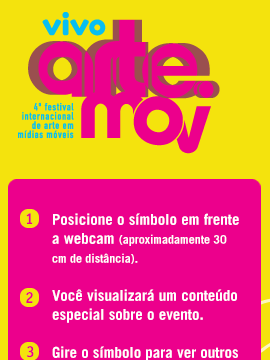 vivo
arte.
mov
4º festival
internacional
de arte em
mídias móveis
1 Posicione o símbolo em frente
a webcam (aproximadamente 30
cm de distância).
2 Você visualizará um conteúdo
especial sobre o evento.
3 Gire o símbolo para ver outros